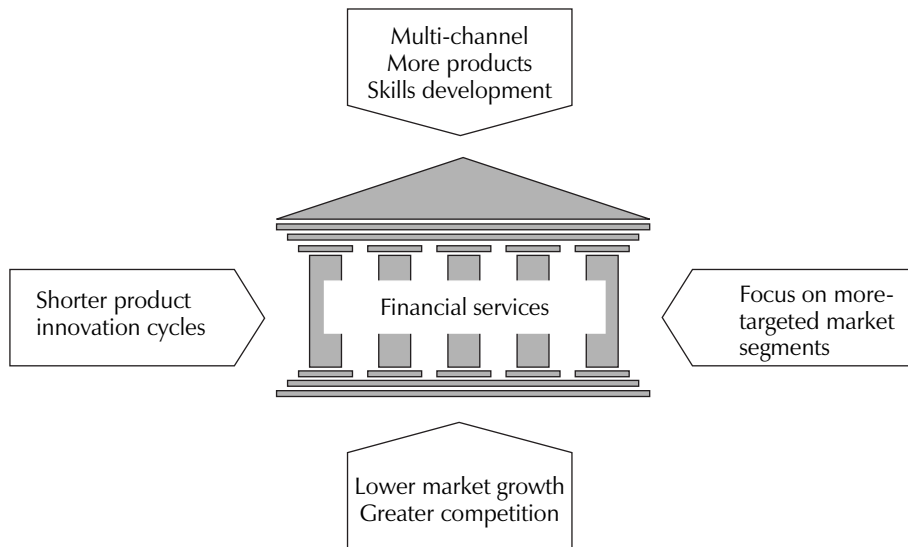 Multi-channel
More products
Skills development
Shorter product
innovation cycles
Financial services
Focus on more-
targeted market
segments
Lower market growth
Greater competition